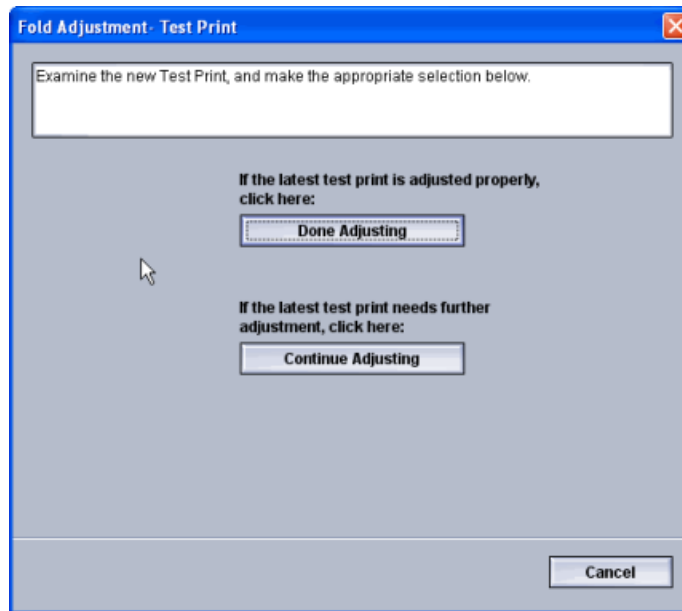 Fold Adjustment- Test Print
Examine the new Test Print, and make the appropriate selection below.
If the latest test print is adjusted properly,
click here:
Done Adjusting
If the latest test print needs further
adjustment, click here:
Continue Adjusting
Cancel